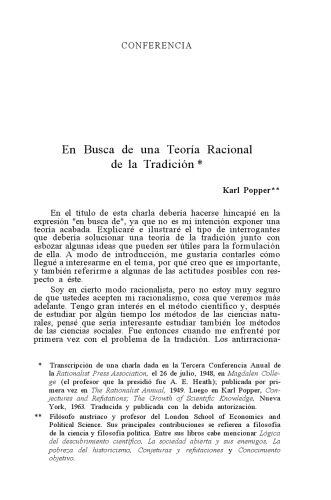 CONFERENCIA
En Busca de una Teoría Racional
de la Tradición *
Karl Popper**
En el título de esta charla debería hacerse hincapié en la
expresión "en busca de", ya que no es mi intención exponer una
teoría acabada. Explicaré e ilustraré el tipo de interrogantes
que debería solucionar una teoría de la tradición junto con
esbozar algunas ideas que pueden ser útiles para la formulación
de ella. A modo de introducción, me gustaría contarles cómo
llegué a interesarme en el tema, por qué creo que es importante,
y también referirme a algunas de las actitudes posibles con res-
pecto a éste.
Soy en cierto modo racionalista, pero no estoy muy seguro
de que ustedes acepten mi racionalismo, cosa que veremos más
adelante. Tengo gran interés en el método científico y, después
de estudiar por algún tiempo los métodos de las ciencias natu-
rales, pensé que sería interesante estudiar también los métodos
de las ciencias sociales. Fue entonces cuando me enfrenté por
primera vez con el problema de la tradición. Los antirraciona-
* Transcripción de una charla dada en la Tercera Conferencia Anual de
la Rationalist Press Association, el 26 de julio, 1948, en Magdalen Colle-
ge (el profesor que la presidió fue A. E. Heath); publicada por pri-
mera vez en The Rationalist Annual, 1949. Luego en Karl Popper, Con-
jectures and Refutations; The Growth of Scientific Knowledge, Nueva
York, 1963. Traducida y publicada con la debida autorización.
** Filósofo austríaco y profesor del London School of Economics and
Political Science. Sus principales contribuciones se refieren a filosofía
de la ciencia y filosofía política. Entre sus libros cabe mencionar: Lógica
del descubrimiento científico, La sociedad abierta y sus enemigos, La
pobreza del historicismo, Conjeturas y refutaciones y Conocimiento
objetivo.